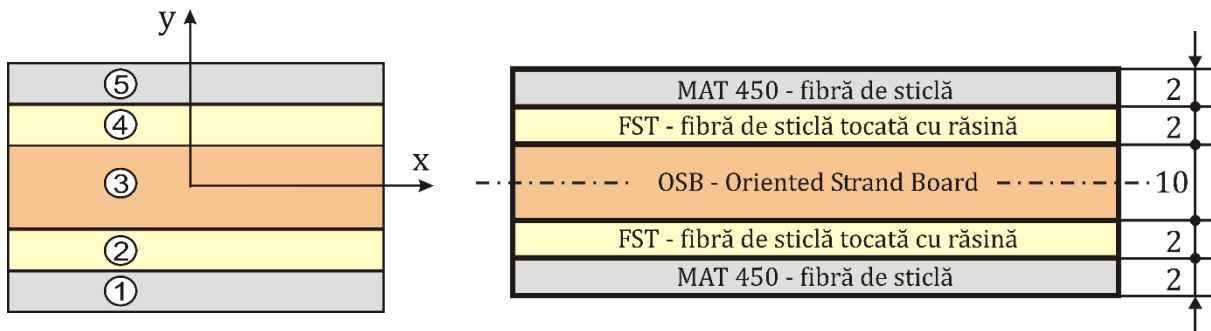 y
x
⑤
④
③
②
①
MAT 450 - fibră de sticlă
2
FST - fibră de sticlă tocată cu răsină
2
OSB - Oriented Strand Board
10
FST - fibră de sticlă tocată cu răsină
2
MAT 450 - fibră de sticlă
2